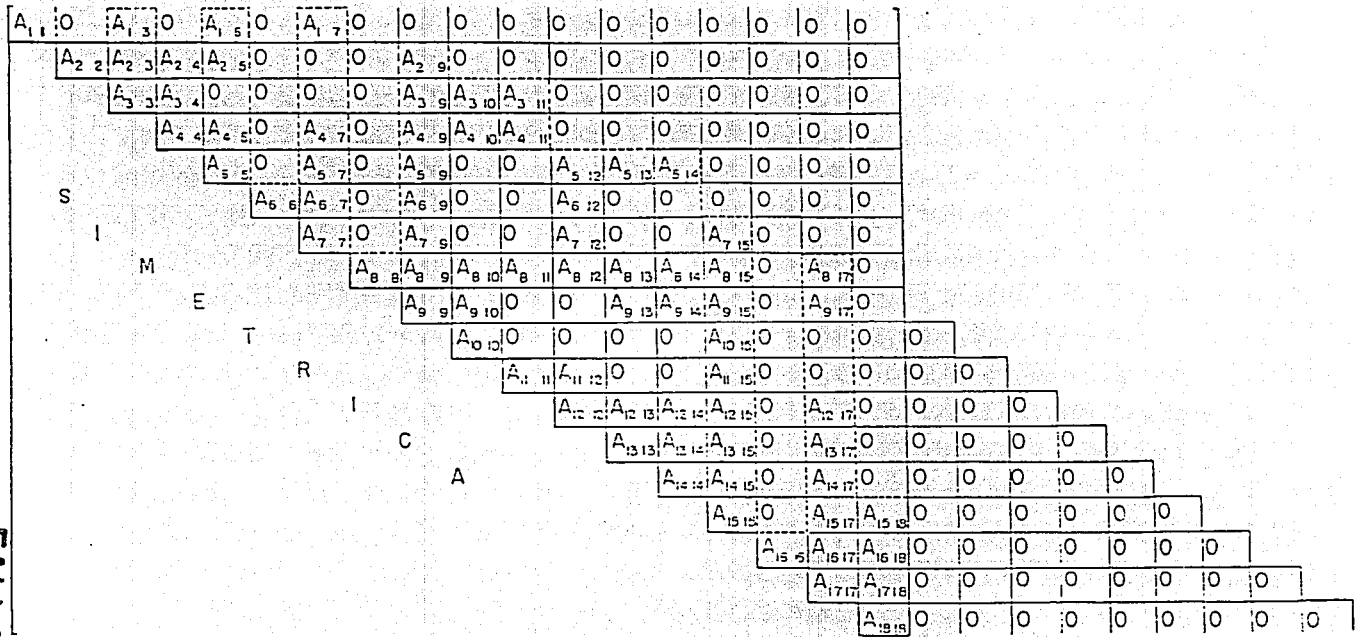 A1 1 0 A1 3 0 A1 5 0 A1 7 0 0 0 0 0 0 0 0 0 0 0
A2 2 A2 3 A2 4 A2 5 0 0 0 A2 9 0 0 0 0 0 0 0 0 0
A3 3 A3 4 0 0 0 0 A3 9 A3 10 A3 11 0 0 0 0 0 0 0
A4 4 A4 5 0 A4 7 0 A4 9 A4 10 A4 11 0 0 0 0 0 0 0
A5 5 0 A5 7 0 A5 9 0 0 A5 12 A5 13 A5 14 0 0 0 0
S A6 6 A6 7 0 A6 9 0 0 A6 12 0 0 0 0 0 0
I A7 7 0 A7 9 0 0 A7 12 0 0 A7 15 0 0 0
M A8 8 A8 9 A8 10 A8 11 A8 12 A8 13 A8 14 A8 15 0 A8 17 0
E A9 9 A9 10 0 0 A9 13 A9 14 A9 15 0 A9 17 0
T A10 10 0 0 0 0 A10 15 0 0 0 0
R A11 11 A11 12 0 0 A11 15 0 0 0 0 0
I A12 12 A12 13 A12 14 A12 15 0 A12 17 0 0 0 0
C A13 13 A13 14 A13 15 0 A13 17 0 0 0 0 0
A A14 14 A14 15 0 A14 17 0 0 0 0 0 0
A15 15 0 A15 17 A15 18 0 0 0 0 0 0
A16 17 A16 18 0 0 0 0 0 0 0
A17 17 A17 18 0 0 0 0 0 0 0 0
A18 18 0 0 0 0 0 0 0 0 0